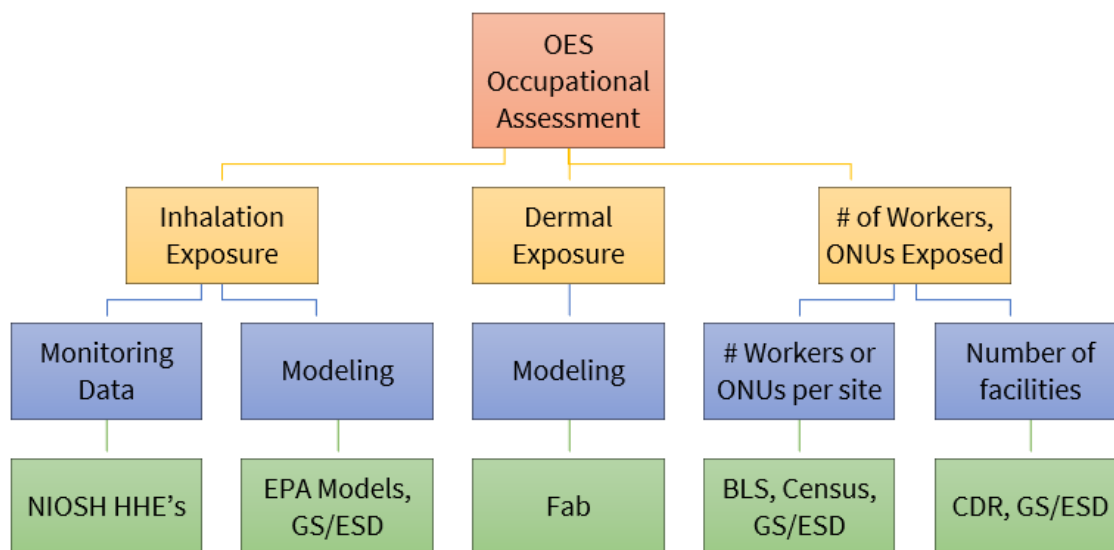 OES
Occupational
Assessment
Inhalation
Exposure
Dermal
Exposure
# of Workers,
ONUs Exposed
Monitoring
Data
Modeling
Modeling
# Workers or
ONUs per site
Number of
facilities
NIOSH HHE's
EPA Models,
GS/ESD
Fab
BLS, Census,
GS/ESD
CDR, GS/ESD